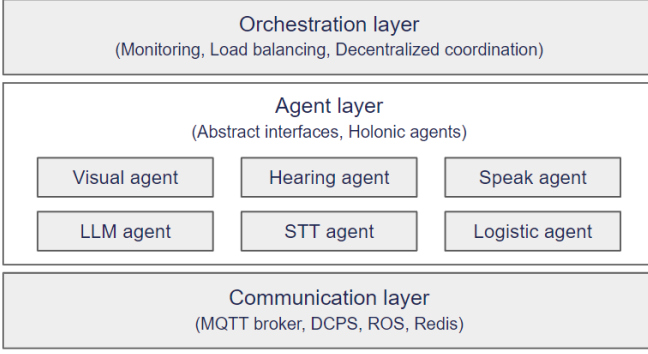 Orchestration layer
(Monitoring, Load balancing, Decentralized coordination)
Agent layer
(Abstract interfaces, Holonic agents)
Visual agent
Hearing agent
Speak agent
LLM agent
STT agent
Logistic agent
Communication layer
(MQTT broker, DCPS, ROS, Redis)